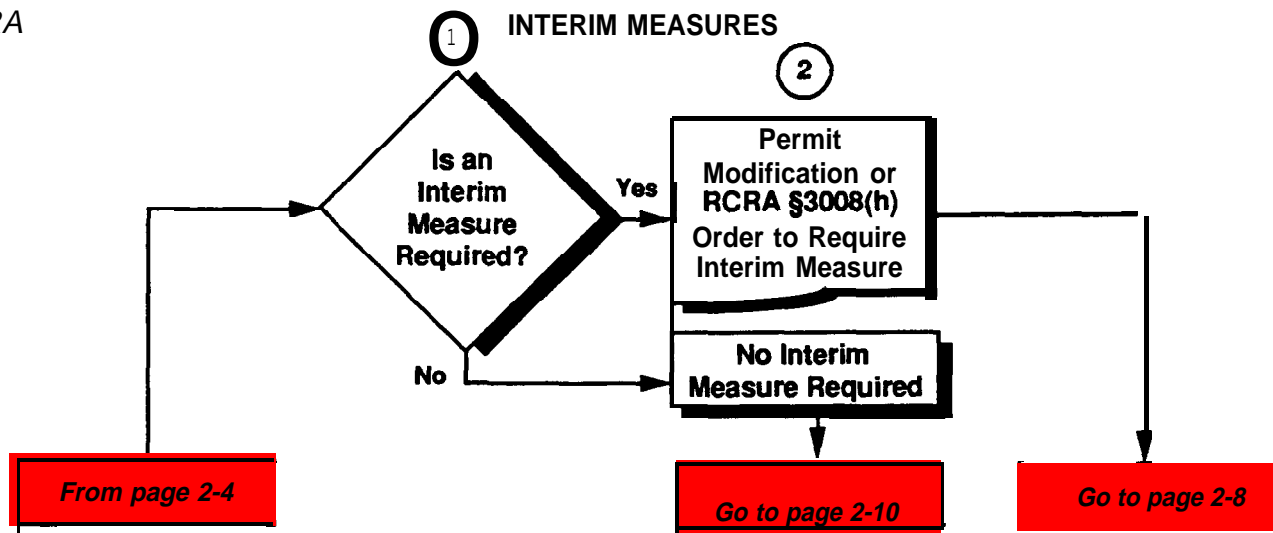 RA
INTERIM MEASURES
1
2
Is an
Interim
Measure
Required?
Yes
Permit
Modification or
RCRA §3008(h)
Order to Require
Interim Measure
No
No Interim
Measure Required
From page 2-4
Go to page 2-10
Go to page 2-8